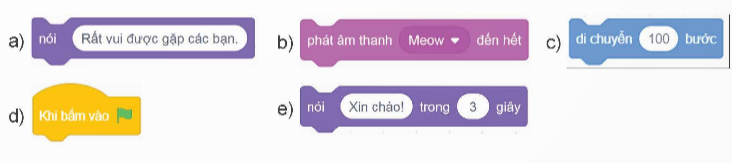 a) nói Rất vui được gặp các bạn.
b) phát âm thanh Meow đến hết
c) di chuyển 100 bước
d) Khi bấm vào
e) nói Xin chào! trong 3 giây